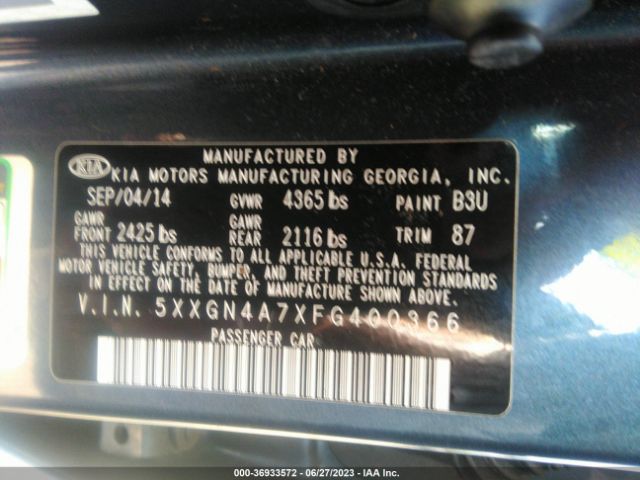 MANUFACTURED BY
KIA KIA MOTORS MANUFACTURING GEORGIA, INC.
SEP/04/14 GVWR 4365 lbs PAINT B3U
GAWR FRONT 2425 lbs GAWR REAR 2116 lbs TRIM 87
THIS VEHICLE CONFORMS TO ALL APPLICABLE U.S.A. FEDERAL
MOTOR VEHICLE SAFETY, BUMPER, AND THEFT PREVENTION STANDARDS
IN EFFECT ON THE DATE OF MANUFACTURE SHOWN ABOVE.
V.I.N. 5XXGN4A7XFG400366
PASSENGER CAR
000-36933572 - 06/27/2023 - IAA Inc.